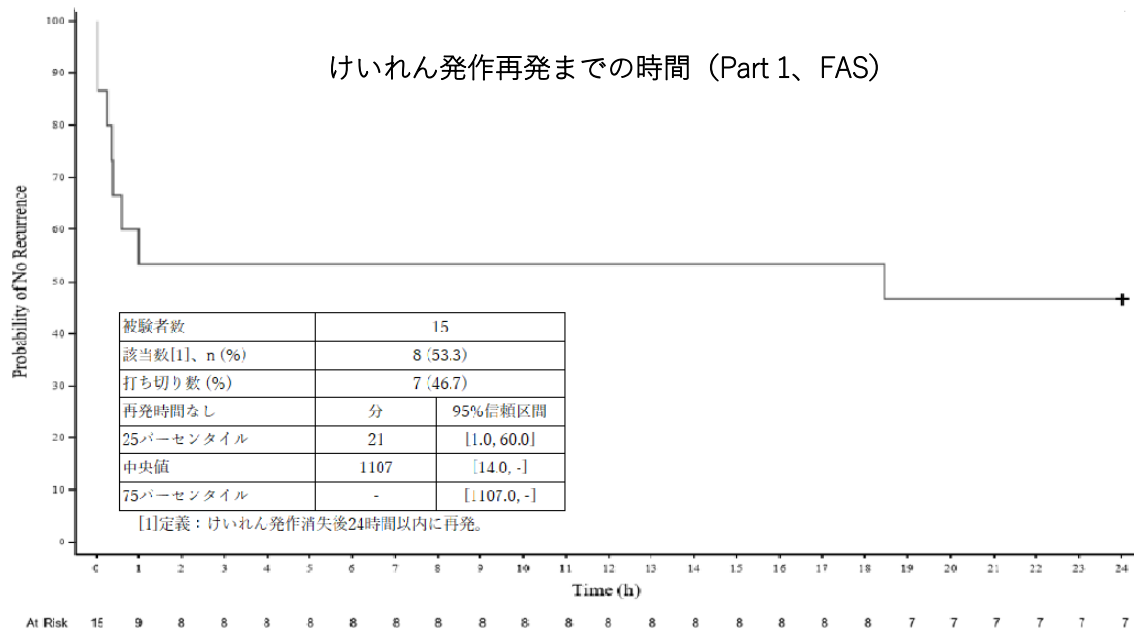 けいれん発作再発までの時間（Part 1、FAS）
Probability of No Recurrence
100
90
80
70
60
50
40
30
20
10
0
被験者数 15
該当数[1]、n (%) 8 (53.3)
打ち切り数 (%) 7 (46.7)
再発時間なし 分 95%信頼区間
25パーセンタイル 21 [1.0, 60.0]
中央値 1107 [14.0, -]
75パーセンタイル - [1107.0, -]
[1]定義：けいれん発作消失後24時間以内に再発。
0 1 2 3 4 5 6 7 8 9 10 11 12 13 14 15 16 17 18 19 20 21 22 23 24
Time (h)
At Risk 15 9 8 8 8 8 8 8 8 8 8 8 8 8 8 8 8 8 8 7 7 7 7 7 7